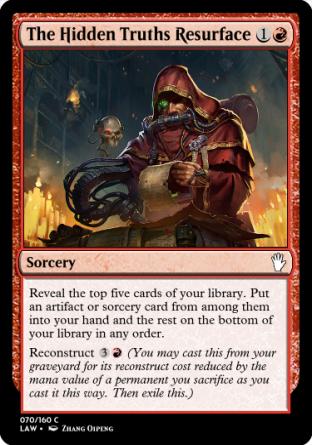 The Hidden Truths Resurface 1
Sorcery
Reveal the top five cards of your library. Put
an artifact or sorcery card from among them
into your hand and the rest on the bottom of
your library in any order.
Reconstruct 3 (You may cast this from your
graveyard for its reconstruct cost reduced by the
mana value of a permanent you sacrifice as you
cast it this way. Then exile this.)
070/160 C
LAW • Zhang Qipeng